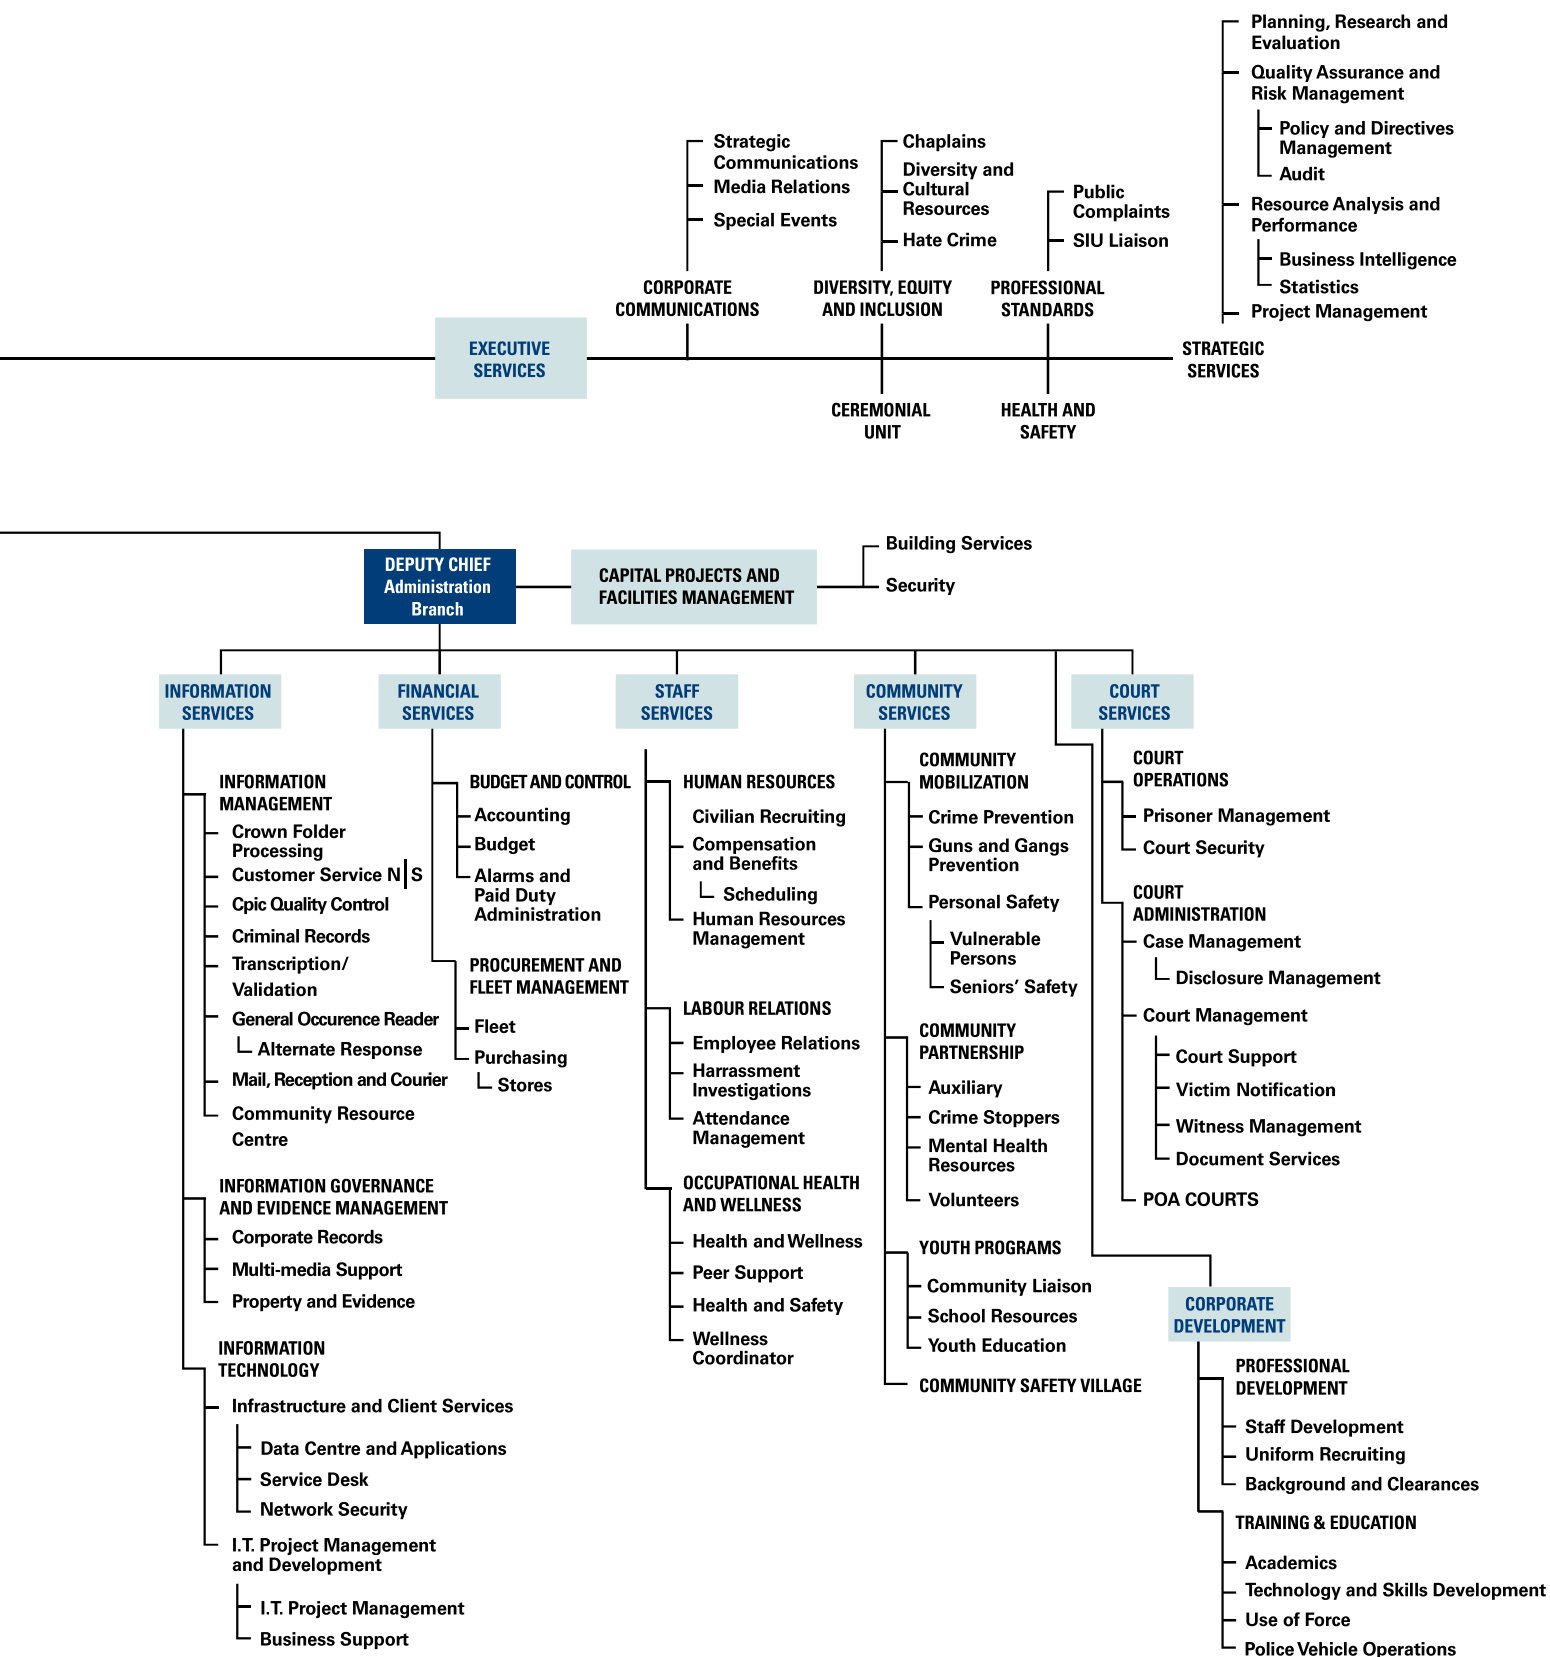 Planning, Research and
Evaluation
Quality Assurance and
Risk Management
Policy and Directives
Management
Audit
Resource Analysis and
Performance
Business Intelligence
Statistics
Project Management
Strategic
Communications
Media Relations
Special Events
Chaplains
Diversity and
Cultural
Resources
Hate Crime
Public
Complaints
SIU Liaison
CORPORATE
COMMUNICATIONS
DIVERSITY, EQUITY
AND INCLUSION
PROFESSIONAL
STANDARDS
EXECUTIVE
SERVICES
STRATEGIC
SERVICES
CEREMONIAL
UNIT
HEALTH AND
SAFETY
DEPUTY CHIEF
Administration
Branch
CAPITAL PROJECTS AND
FACILITIES MANAGEMENT
Building Services
Security
INFORMATION
SERVICES
INFORMATION
MANAGEMENT
Crown Folder
Processing
Customer Service N|S
Cpic Quality Control
Criminal Records
Transcription/
Validation
General Occurence Reader
Alternate Response
Mail, Reception and Courier
Community Resource
Centre
INFORMATION GOVERNANCE
AND EVIDENCE MANAGEMENT
Corporate Records
Multi-media Support
Property and Evidence
INFORMATION
TECHNOLOGY
Infrastructure and Client Services
Data Centre and Applications
Service Desk
Network Security
I.T. Project Management
and Development
I.T. Project Management
Business Support
FINANCIAL
SERVICES
BUDGET AND CONTROL
Accounting
Budget
Alarms and
Paid Duty
Administration
PROCUREMENT AND
FLEET MANAGEMENT
Fleet
Purchasing
Stores
STAFF
SERVICES
HUMAN RESOURCES
Civilian Recruiting
Compensation
and Benefits
Scheduling
Human Resources
Management
LABOUR RELATIONS
Employee Relations
Harrassment
Investigations
Attendance
Management
OCCUPATIONAL HEALTH
AND WELLNESS
Health and Wellness
Peer Support
Health and Safety
Wellness
Coordinator
COMMUNITY
SERVICES
COMMUNITY
MOBILIZATION
Crime Prevention
Guns and Gangs
Prevention
Personal Safety
Vulnerable
Persons
Seniors’ Safety
COMMUNITY
PARTNERSHIP
Auxiliary
Crime Stoppers
Mental Health
Resources
Volunteers
YOUTH PROGRAMS
Community Liaison
School Resources
Youth Education
COMMUNITY SAFETY VILLAGE
COURT
SERVICES
COURT
OPERATIONS
Prisoner Management
Court Security
COURT
ADMINISTRATION
Case Management
Disclosure Management
Court Management
Court Support
Victim Notification
Witness Management
Document Services
POA COURTS
CORPORATE
DEVELOPMENT
PROFESSIONAL
DEVELOPMENT
Staff Development
Uniform Recruiting
Background and Clearances
TRAINING & EDUCATION
Academics
Technology and Skills Development
Use of Force
Police Vehicle Operations